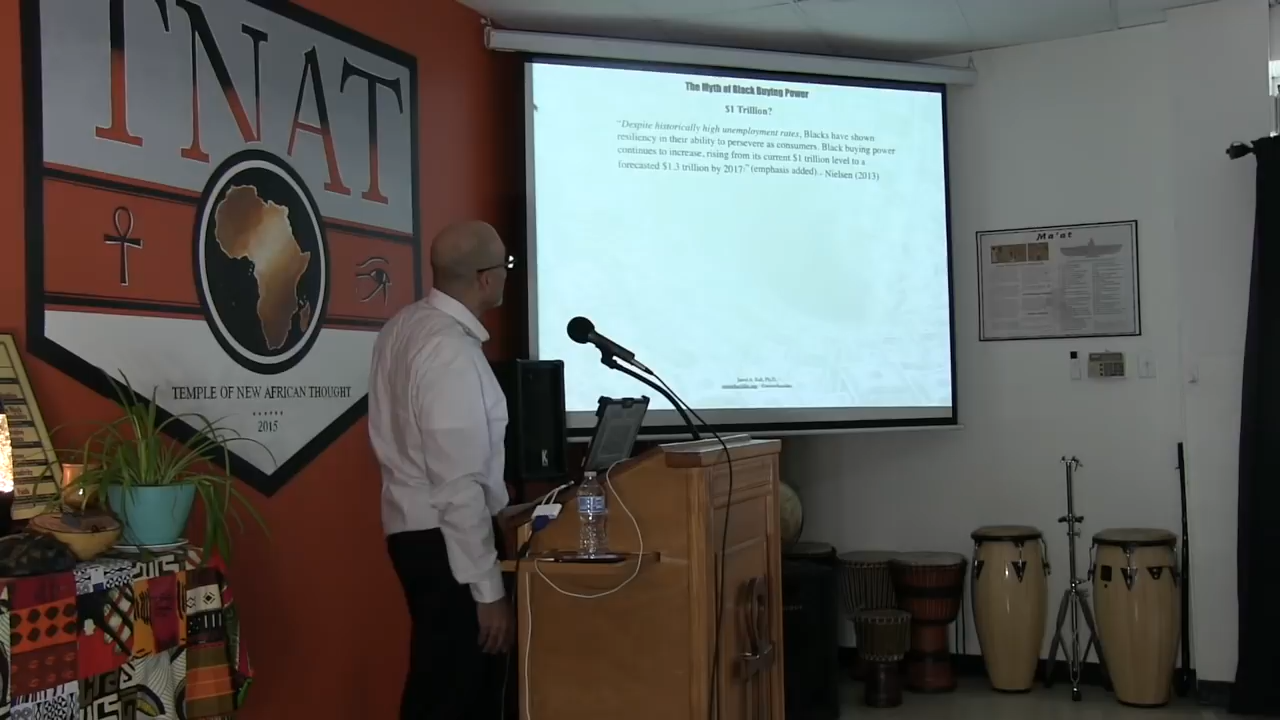 TNAT
TEMPLE OF NEW AFRICAN THOUGHT
2015
The Myth of Black Buying Power
$1 Trillion?
"Despite historically high unemployment rates, Blacks have shown
resiliency in their ability to persevere as consumers. Black buying power
continues to increase, rising from its current $1 trillion level to a
forecasted $1.3 trillion by 2017:" (emphasis added) - Nielsen (2013)
Ma'at